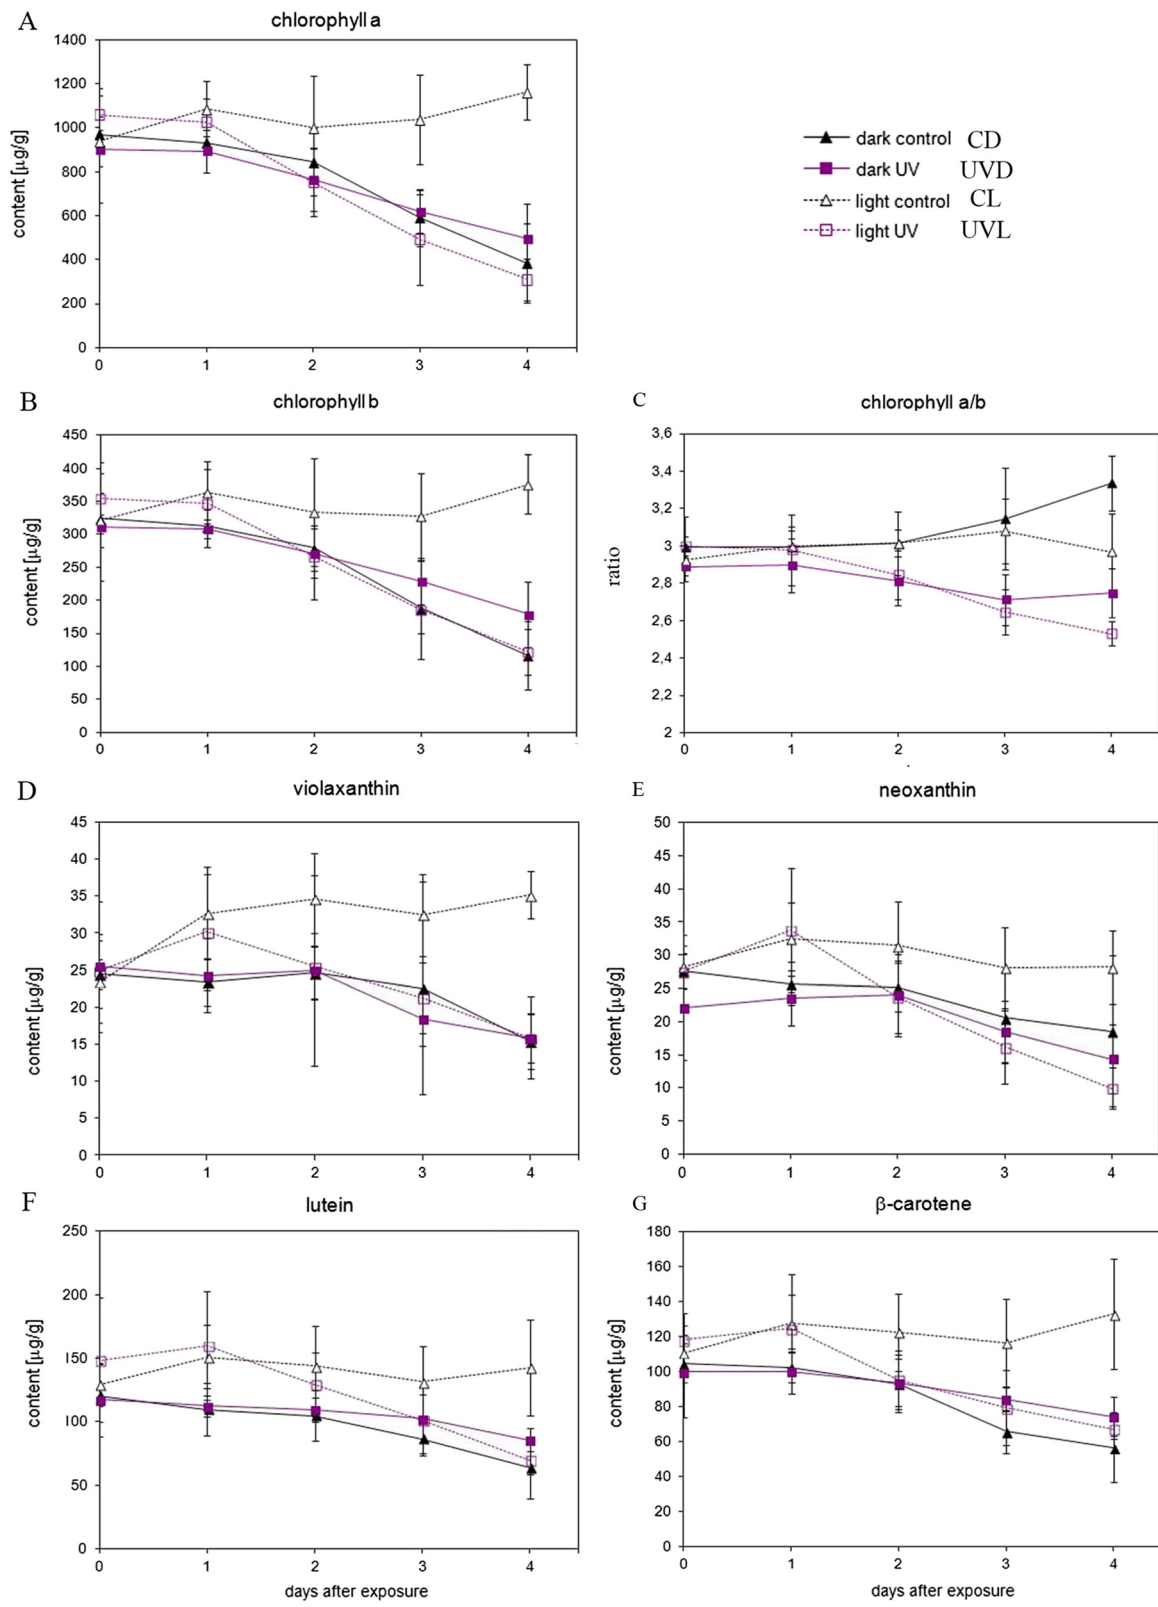 A
chlorophyll a
1400
1200
1000
800
600
400
200
0
content [µg/g]
0 1 2 3 4
dark control CD
dark UV UVD
light control CL
light UV UVL
B
chlorophyll b
450
400
350
300
250
200
150
100
50
0
content [µg/g]
0 1 2 3 4
C
chlorophyll a/b
3,6
3,4
3,2
3
2,8
2,6
2,4
2,2
2
ratio
0 1 2 3 4
D
violaxanthin
45
40
35
30
25
20
15
10
5
0
content [µg/g]
0 1 2 3 4
E
neoxanthin
50
45
40
35
30
25
20
15
10
5
0
content [µg/g]
0 1 2 3 4
F
lutein
250
200
150
100
50
0
content [µg/g]
0 1 2 3 4
days after exposure
G
β-carotene
180
160
140
120
100
80
60
40
20
0
content [µg/g]
0 1 2 3 4
days after exposure